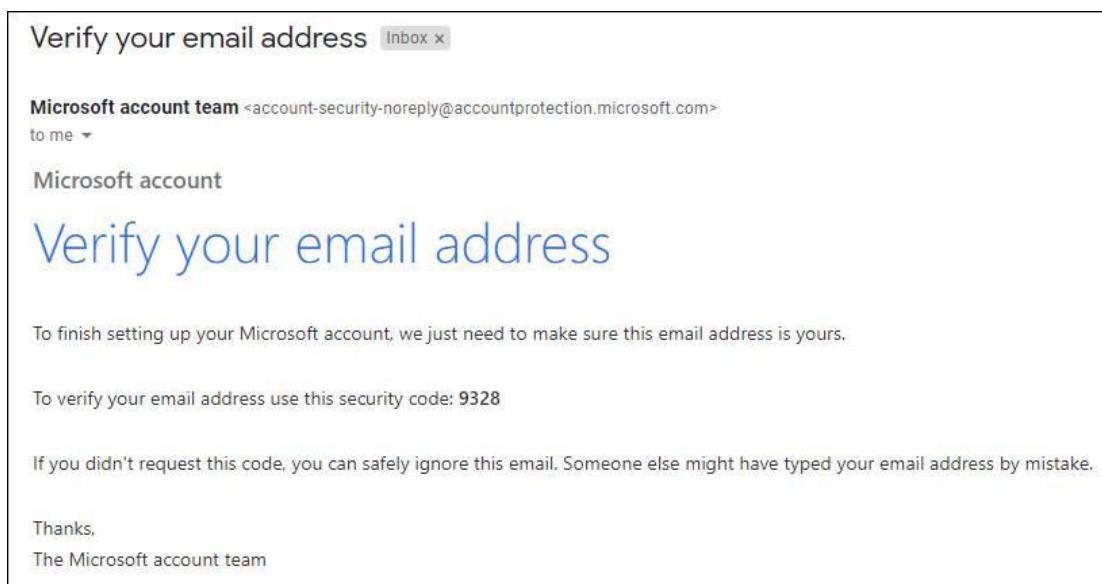 Verify your email address Inbox x
Microsoft account team <account-security-noreply@accountprotection.microsoft.com>
to me
Microsoft account
Verify your email address
To finish setting up your Microsoft account, we just need to make sure this email address is yours.
To verify your email address use this security code: 9328
If you didn't request this code, you can safely ignore this email. Someone else might have typed your email address by mistake.
Thanks,
The Microsoft account team